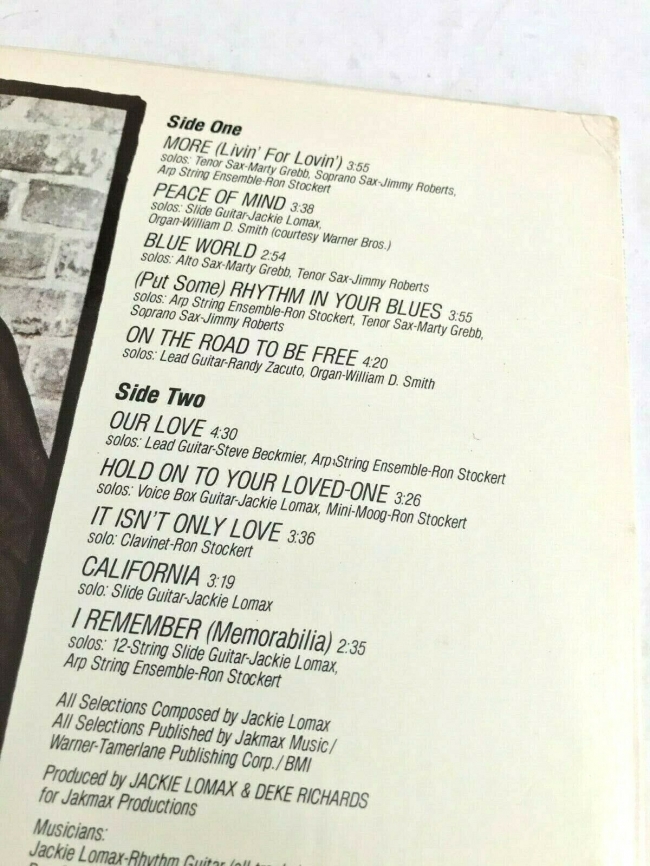 Side One
MORE (Livin' For Lovin') 3:55
solos: Tenor Sax-Marty Grebb, Soprano Sax-Jimmy Roberts,
Arp String Ensemble-Ron Stockert
PEACE OF MIND 3:38
solos: Slide Guitar-Jackie Lomax,
Organ-William D. Smith (courtesy Warner Bros.)
BLUE WORLD 2:54
solos: Alto Sax-Marty Grebb, Tenor Sax-Jimmy Roberts
(Put Some) RHYTHM IN YOUR BLUES 3:55
solos: Arp String Ensemble-Ron Stockert, Tenor Sax-Marty Grebb,
Soprano Sax-Jimmy Roberts
ON THE ROAD TO BE FREE 4:20
solos: Lead Guitar-Randy Zacuto, Organ-William D. Smith
Side Two
OUR LOVE 4:30
solos: Lead Guitar-Steve Beckmier, Arp String Ensemble-Ron Stockert
HOLD ON TO YOUR LOVED-ONE 3:26
solos: Voice Box Guitar-Jackie Lomax, Mini-Moog-Ron Stockert
IT ISN'T ONLY LOVE 3:36
solo: Clavinet-Ron Stockert
CALIFORNIA 3:19
solo: Slide Guitar-Jackie Lomax
I REMEMBER (Memorabilia) 2:35
solos: 12-String Slide Guitar-Jackie Lomax,
Arp String Ensemble-Ron Stockert
All Selections Composed by Jackie Lomax
All Selections Published by Jakmax Music/
Warner-Tamerlane Publishing Corp./BMI
Produced by JACKIE LOMAX & DEKE RICHARDS
for Jakmax Productions
Musicians:
Jackie Lomax-Rhythm Guitar (all